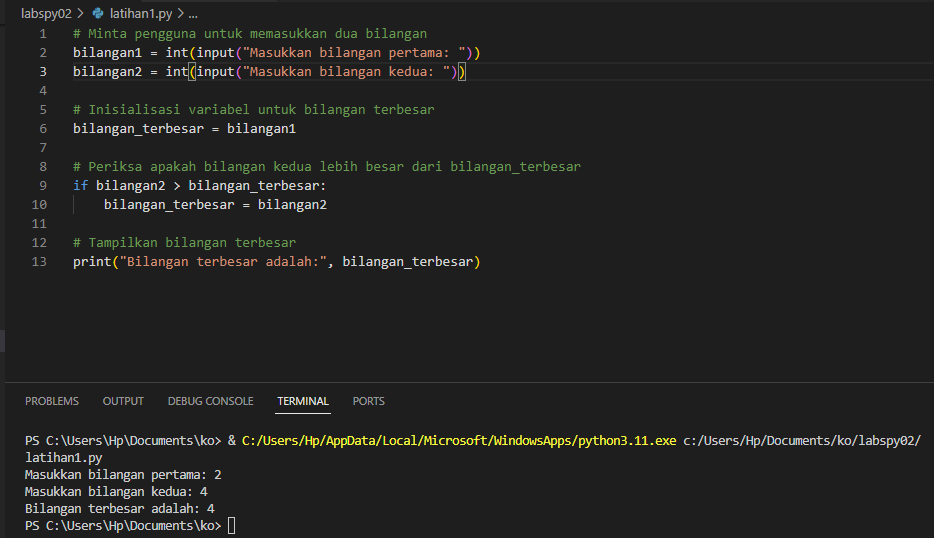 labspy02 > latihan1.py > ...
1 # Minta pengguna untuk memasukkan dua bilangan
2 bilangan1 = int(input("Masukkan bilangan pertama: "))
3 bilangan2 = int(input("Masukkan bilangan kedua: "))
4
5 # Inisialisasi variabel untuk bilangan terbesar
6 bilangan_terbesar = bilangan1
7
8 # Periksa apakah bilangan kedua lebih besar dari bilangan_terbesar
9 if bilangan2 > bilangan_terbesar:
10     bilangan_terbesar = bilangan2
11
12 # Tampilkan bilangan terbesar
13 print("Bilangan terbesar adalah:", bilangan_terbesar)
PROBLEMS OUTPUT DEBUG CONSOLE TERMINAL PORTS
PS C:\Users\Hp\Documents\ko> & C:/Users/Hp/AppData/Local/Microsoft/WindowsApps/python3.11.exe c:/Users/Hp/Documents/ko/labspy02/
latihan1.py
Masukkan bilangan pertama: 2
Masukkan bilangan kedua: 4
Bilangan terbesar adalah: 4
PS C:\Users\Hp\Documents\ko>